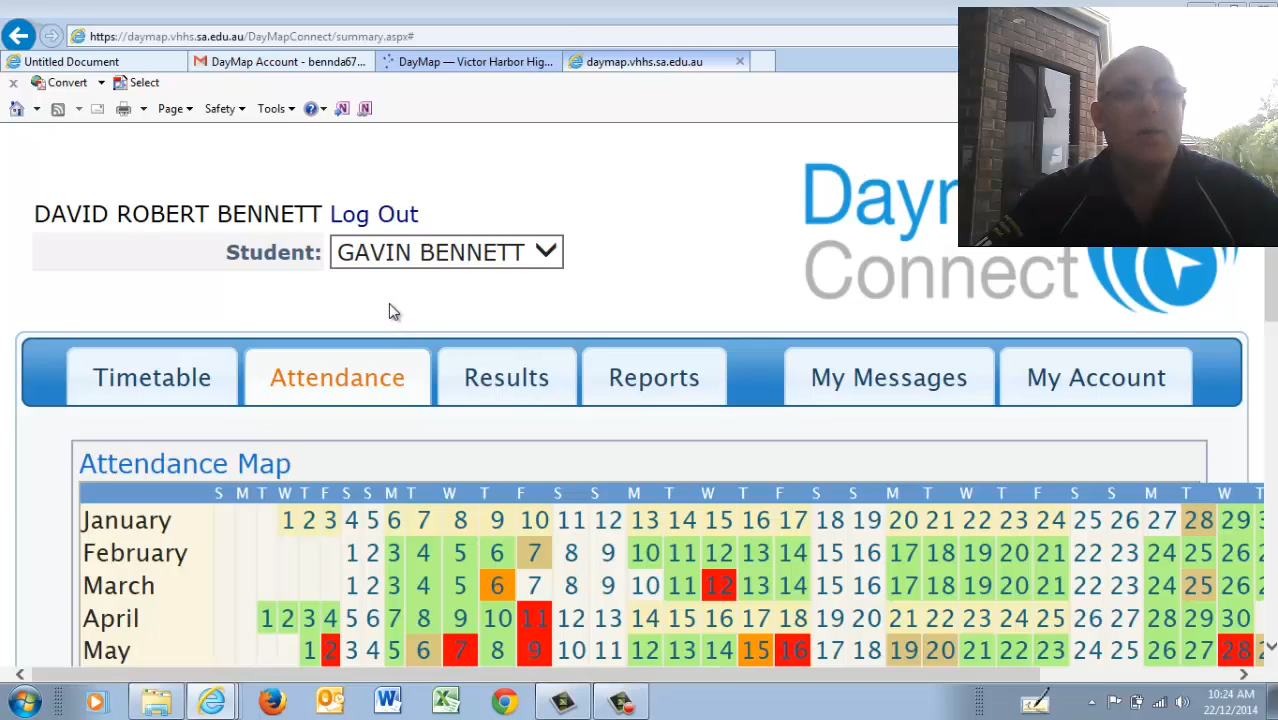 https://daymap.vhhs.sa.edu.au/DayMapConnect/summary.aspx#
Untitled Document
DayMap Account - bennda67...
DayMap — Victor Harbor Hig...
daymap.vhhs.sa.edu.au
x Convert Select
Page Safety Tools
DAVID ROBERT BENNETT Log Out
Student: GAVIN BENNETT
Connect
Timetable Attendance Results Reports My Messages My Account
Attendance Map
S M T W T F S S M T W T F S S M T W T F S S M T W T F S S M T W T
January 1 2 3 4 5 6 7 8 9 10 11 12 13 14 15 16 17 18 19 20 21 22 23 24 25 26 27 28 29
February 1 2 3 4 5 6 7 8 9 10 11 12 13 14 15 16 17 18 19 20 21 22 23 24 25 26
March 1 2 3 4 5 6 7 8 9 10 11 12 13 14 15 16 17 18 19 20 21 22 23 24 25 26
April 1 2 3 4 5 6 7 8 9 10 11 12 13 14 15 16 17 18 19 20 21 22 23 24 25 26 27 28 29 30
May 1 2 3 4 5 6 7 8 9 10 11 12 13 14 15 16 17 18 19 20 21 22 23 24 25 26 27 28
10:24 AM
22/12/2014